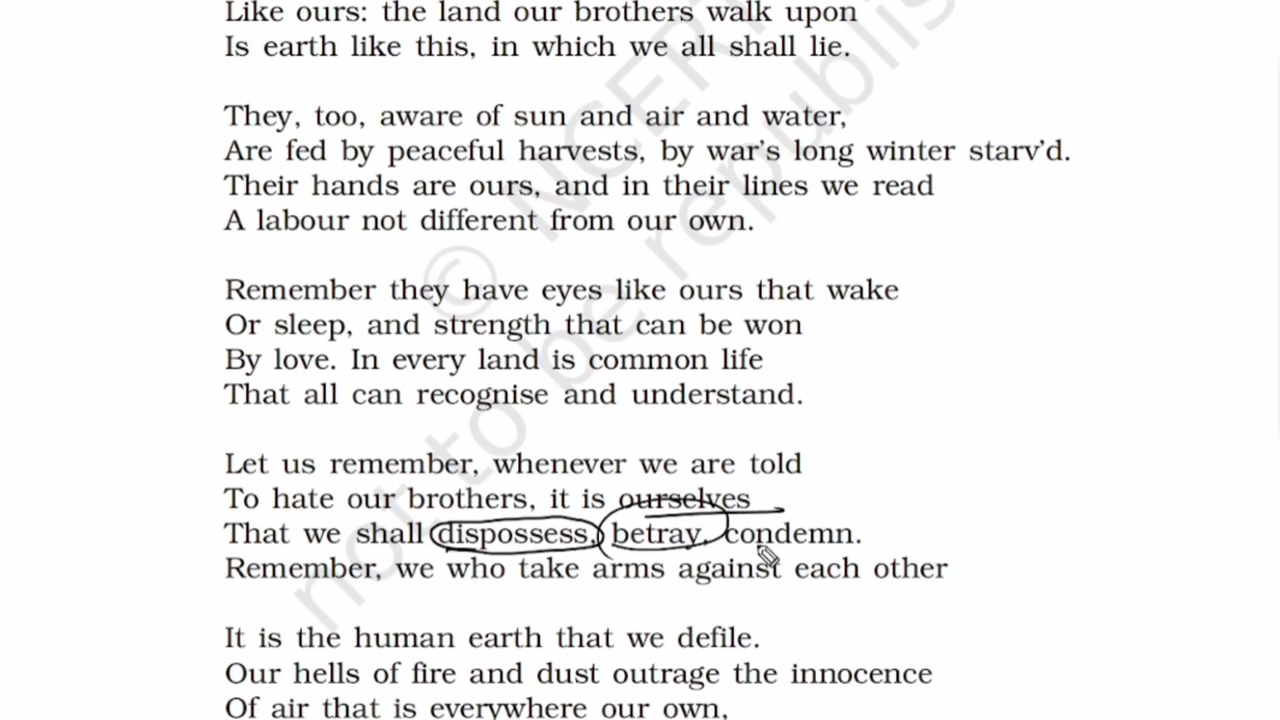 Like ours: the land our brothers walk upon
Is earth like this, in which we all shall lie.
They, too, aware of sun and air and water,
Are fed by peaceful harvests, by war's long winter starv'd.
Their hands are ours, and in their lines we read
A labour not different from our own.
Remember they have eyes like ours that wake
Or sleep, and strength that can be won
By love. In every land is common life
That all can recognise and understand.
Let us remember, whenever we are told
To hate our brothers, it is ourselves
That we shall dispossess, betray, condemn.
Remember, we who take arms against each other
It is the human earth that we defile.
Our hells of fire and dust outrage the innocence
Of air that is everywhere our own,
© NCERT
not to be republis